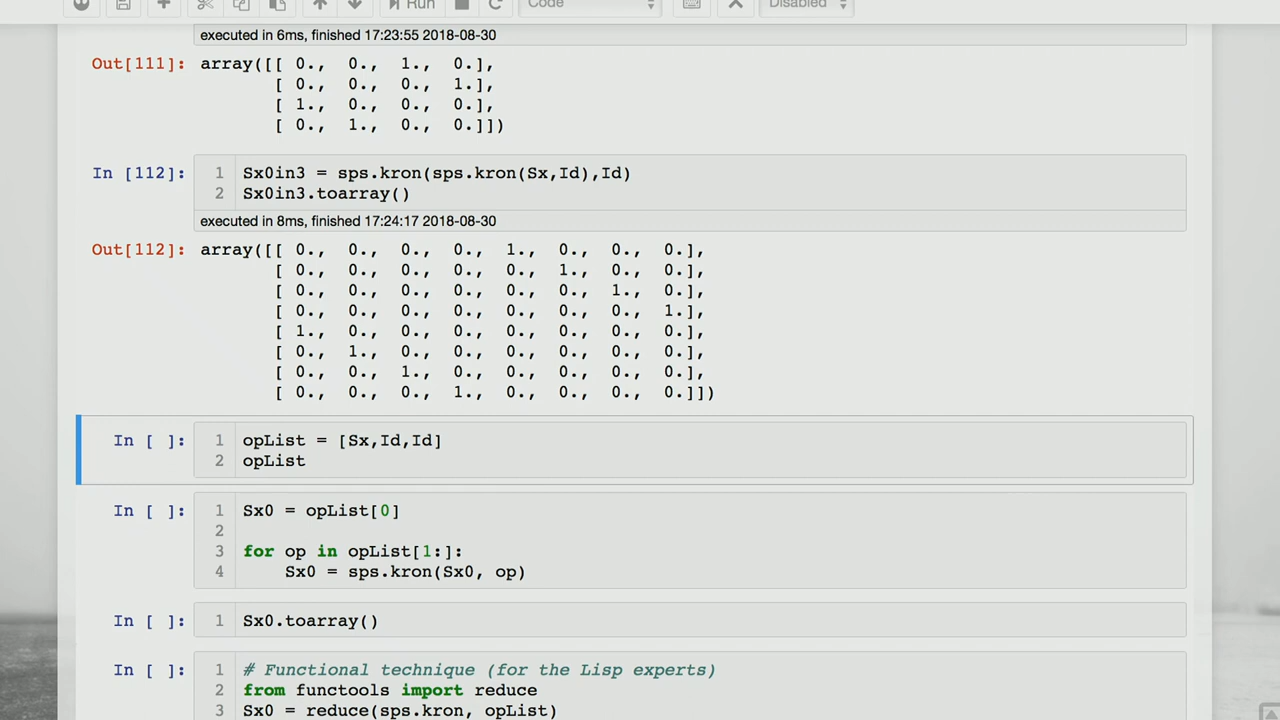 Run Code Disabled
executed in 6ms, finished 17:23:55 2018-08-30
Out[111]: array([[ 0., 0., 1., 0.],
[ 0., 0., 0., 1.],
[ 1., 0., 0., 0.],
[ 0., 1., 0., 0.]])
In [112]: 1 Sx0in3 = sps.kron(sps.kron(Sx,Id),Id)
2 Sx0in3.toarray()
executed in 8ms, finished 17:24:17 2018-08-30
Out[112]: array([[ 0., 0., 0., 0., 1., 0., 0., 0.],
[ 0., 0., 0., 0., 0., 1., 0., 0.],
[ 0., 0., 0., 0., 0., 0., 1., 0.],
[ 0., 0., 0., 0., 0., 0., 0., 1.],
[ 1., 0., 0., 0., 0., 0., 0., 0.],
[ 0., 1., 0., 0., 0., 0., 0., 0.],
[ 0., 0., 1., 0., 0., 0., 0., 0.],
[ 0., 0., 0., 1., 0., 0., 0., 0.]])
In [ ]: 1 opList = [Sx,Id,Id]
2 opList
In [ ]: 1 Sx0 = opList[0]
2
3 for op in opList[1:]:
4     Sx0 = sps.kron(Sx0, op)
In [ ]: 1 Sx0.toarray()
In [ ]: 1 # Functional technique (for the Lisp experts)
2 from functools import reduce
3 Sx0 = reduce(sps.kron, opList)